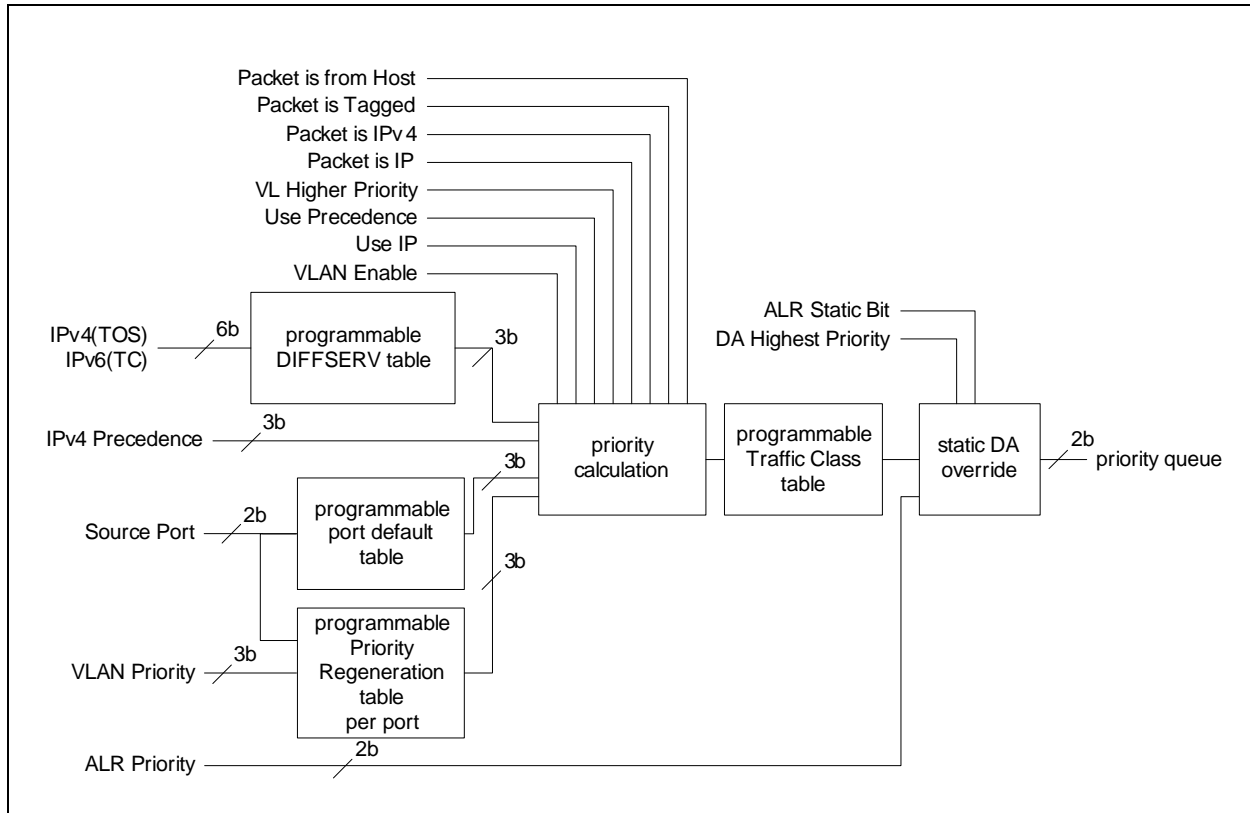 Packet is from Host
Packet is Tagged
Packet is IPv4
Packet is IP
VL Higher Priority
Use Precedence
Use IP
VLAN Enable
ALR Static Bit
DA Highest Priority
IPv4(TOS)
IPv6(TC)
6b
programmable
DIFFSERV table
3b
IPv4 Precedence
3b
priority
calculation
programmable
Traffic Class
table
static DA
override
2b
priority queue
Source Port
2b
programmable
port default
table
3b
3b
VLAN Priority
3b
programmable
Priority
Regeneration
table
per port
ALR Priority
2b